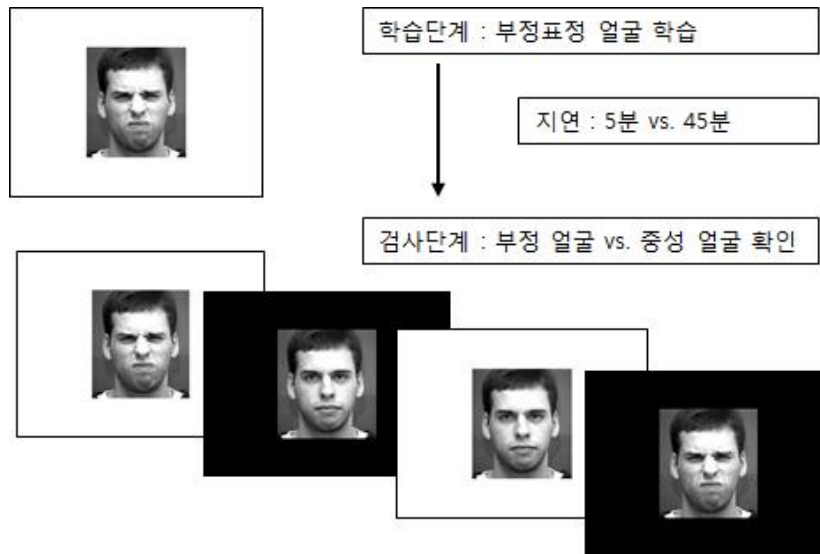 학습단계 : 부정표정 얼굴 학습
지연 : 5분 vs. 45분
검사단계 : 부정 얼굴 vs. 중성 얼굴 확인